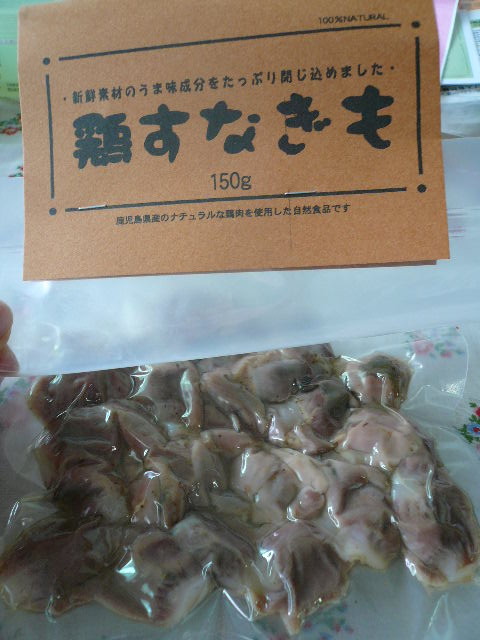 100%NATURAL
・新鮮素材のうま味成分をたっぷり閉じ込めました・
鶏すなぎも
150g
鹿児島県産のナチュラルな鶏肉を使用した自然食品です